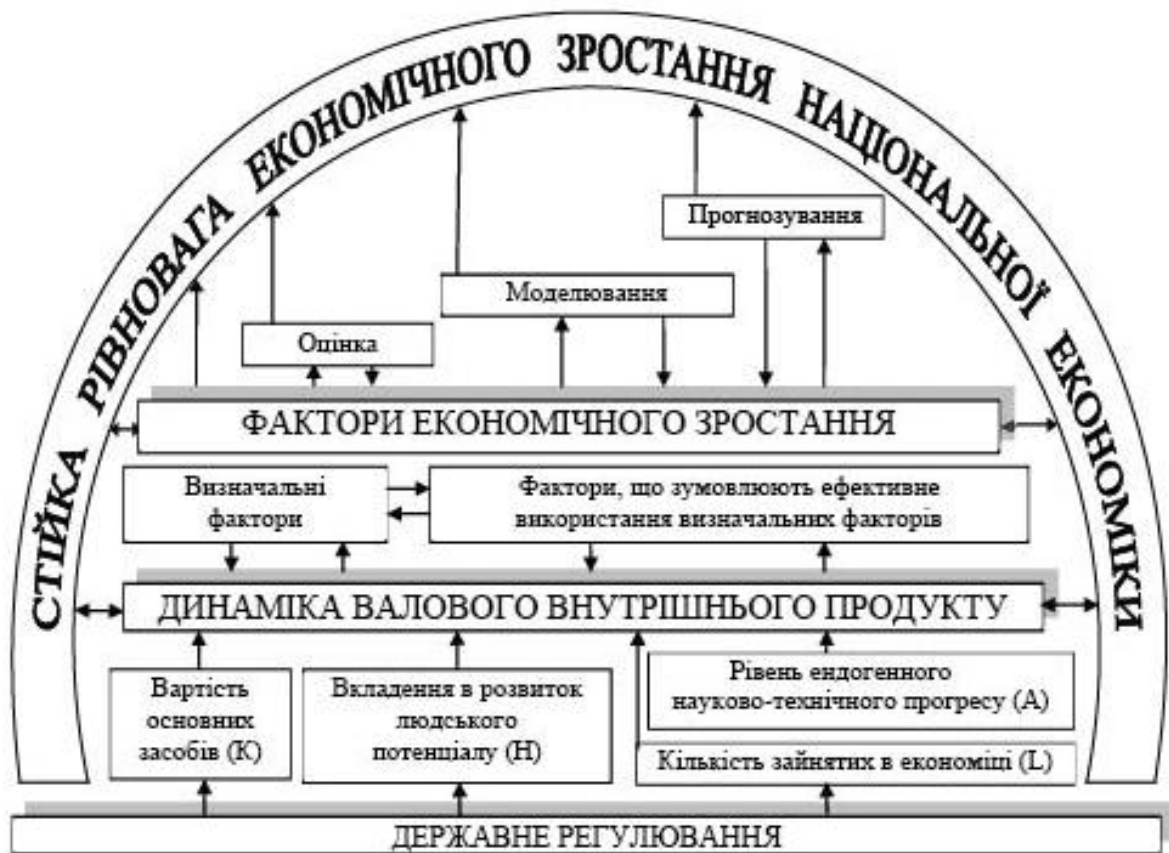 СТІЙКА РІВНОВАГА ЕКОНОМІЧНОГО ЗРОСТАННЯ НАЦІОНАЛЬНОЇ ЕКОНОМІКИ
Прогнозування
Моделювання
Оцінка
ФАКТОРИ ЕКОНОМІЧНОГО ЗРОСТАННЯ
Визначальні
фактори
Фактори, що зумовлюють ефективне
використання визначальних факторів
ДИНАМІКА ВАЛОВОГО ВНУТРІШНЬОГО ПРОДУКТУ
Вартість
основних
засобів (К)
Вкладення в розвиток
людського
потенціалу (Н)
Рівень ендогенного
науково-технічного прогресу (А)
Кількість зайнятих в економіці (L)
ДЕРЖАВНЕ РЕГУЛЮВАННЯ